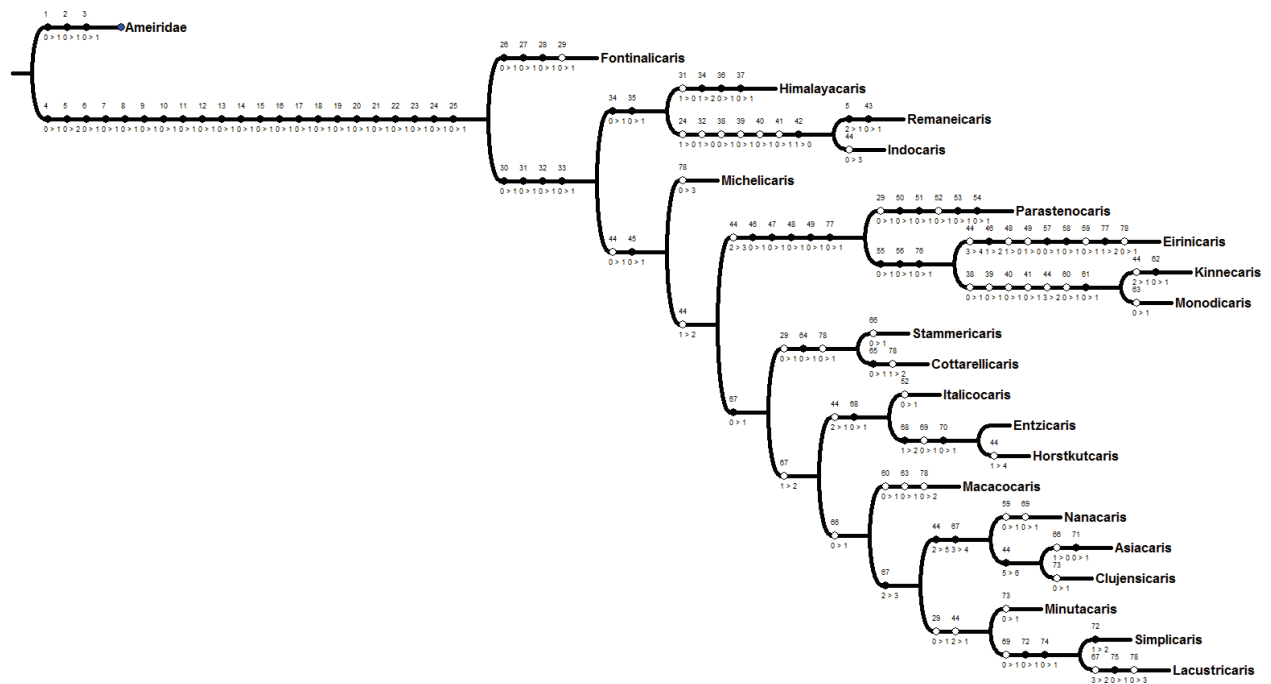 1 2 3
Ameiridae
0 > 1 0 > 1 0 > 1
26 27 28 29
Fontinalicaris
0 > 1 0 > 1 0 > 1 0 > 1
31 34 36 37
Himalayacaris
1 > 0 1 > 2 0 > 1 0 > 1
4 5 6 7 8 9 10 11 12 13 14 15 16 17 18 19 20 21 22 23 24 25
0 > 1 0 > 2 0 > 1 0 > 1 0 > 1 0 > 1 0 > 1 0 > 1 0 > 1 0 > 1 0 > 1 0 > 1 0 > 1 0 > 1 0 > 1 0 > 1 0 > 1 0 > 1 0 > 1 0 > 1 0 > 1 0 > 1
34 35
0 > 1 0 > 1
5 43
Remaneicaris
2 > 1 0 > 1
24 32 38 39 40 41 42
1 > 0 1 > 0 0 > 1 0 > 1 0 > 1 0 > 1 1 > 0
44
Indocaris
0 > 3
30 31 32 33
0 > 1 0 > 1 0 > 1 0 > 1
78
Michelicaris
0 > 3
29 50 51 52 53 54
Parastenocaris
0 > 1 0 > 1 0 > 1 0 > 1 0 > 1 0 > 1
44 46 47 48 49 77
2 > 3 0 > 1 0 > 1 0 > 1 0 > 1 0 > 1
44 46 48 49 57 58 59 77 78
Eirinicaris
3 > 4 1 > 2 1 > 0 1 > 0 0 > 1 0 > 1 0 > 1 1 > 2 0 > 1
44 45
0 > 1 0 > 1
55 56 76
0 > 1 0 > 1 0 > 1
44 62
Kinnecaris
2 > 1 0 > 1
38 39 40 41 44 60 61
0 > 1 0 > 1 0 > 1 0 > 1 3 > 2 0 > 1 0 > 1
63
Monodicaris
0 > 1
44
1 > 2
66
Stammericaris
0 > 1
29 64 78
0 > 1 0 > 1 0 > 1
65 78
Cottarellicaris
0 > 1 1 > 2
52
Italicocaris
0 > 1
67
0 > 1
44 68
2 > 1 0 > 1
Entzicaris
68 69 70
1 > 2 0 > 1 0 > 1
44
Horstkutcaris
1 > 4
67
1 > 2
60 63 78
Macacocaris
0 > 1 0 > 1 0 > 2
59 69
Nanacaris
0 > 1 0 > 1
66
0 > 1
44 67
2 > 5 3 > 4
66 71
Asiacaris
1 > 0 0 > 1
44
5 > 6
73
Clujensicaris
0 > 1
67
2 > 3
73
Minutacaris
0 > 1
29 44
0 > 1 2 > 1
72
Simplicaris
1 > 2
69 72 74
0 > 1 0 > 1 0 > 1
67 75 78
Lacustricaris
3 > 2 0 > 1 0 > 3